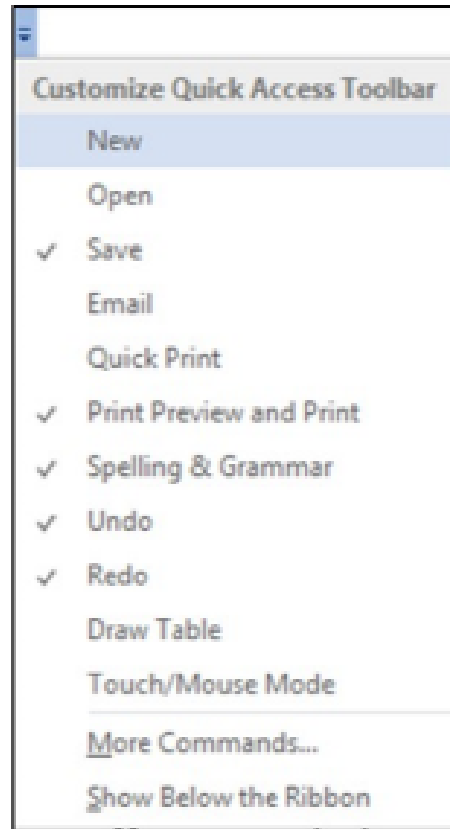 Customize Quick Access Toolbar
New
Open
Save
Email
Quick Print
Print Preview and Print
Spelling & Grammar
Undo
Redo
Draw Table
Touch/Mouse Mode
More Commands...
Show Below the Ribbon